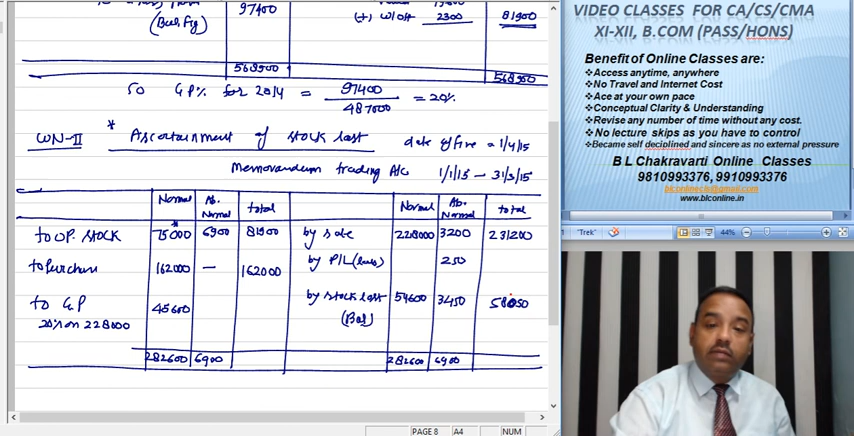 (Bal Fig)
97400
(+) w/off 2300
81900
568900
568900
So GP% for 2014 = 97400 / 487000 = 20%
WN-II * Ascertainment of stock lost date of fire = 1/4/15
Memorandum trading A/c 1/1/15 – 31/3/15
Normal Ab. Normal total Normal Ab. Normal total
to OP. Stock 75000 * 6900 81900 by sale 228000 3200 231200
to purchase 162000 – 162000 by P/L (loss) 250
to GP 45600 by stock lost 54600 3450 58050
20% on 228000 (Bal)
282600 6900 282600 6900
PAGE 8 A4 NUM
VIDEO CLASSES FOR CA/CS/CMA
XI-XII, B.COM (PASS/HONS)
Benefit of Online Classes are:
❖Access anytime, anywhere
❖No Travel and Internet Cost
❖Ace at your own pace
❖Conceptual Clarity & Understanding
❖Revise any number of time without any cost.
❖No lecture skips as you have to control
❖Became self deciplined and sincere as no external pressure
B L Chakravarti Online Classes
9810993376, 9910993376
www.blconline.in
"Trek" 44%